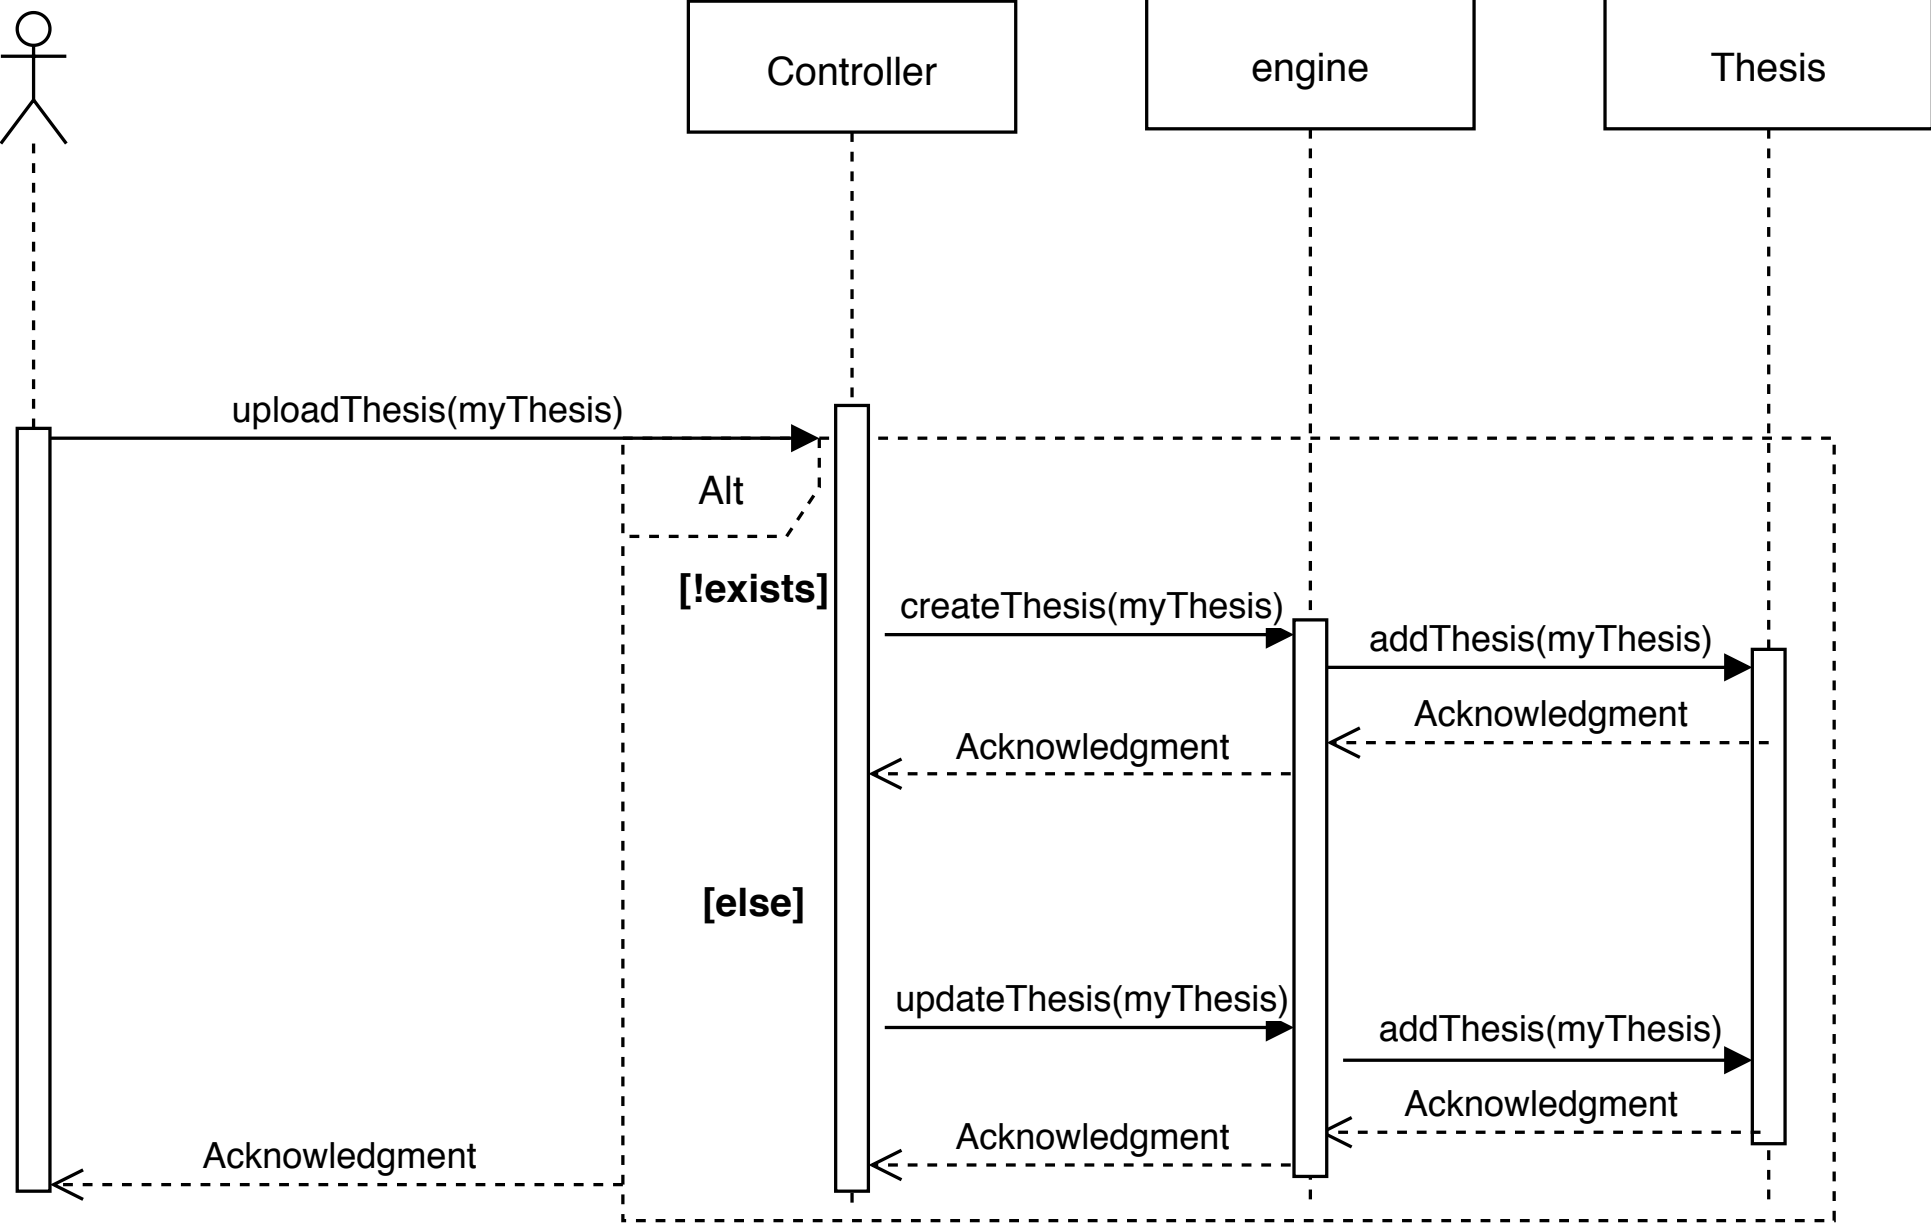 Controller
engine
Thesis
uploadThesis(myThesis)
Alt
[!exists]
createThesis(myThesis)
addThesis(myThesis)
Acknowledgment
Acknowledgment
[else]
updateThesis(myThesis)
addThesis(myThesis)
Acknowledgment
Acknowledgment
Acknowledgment